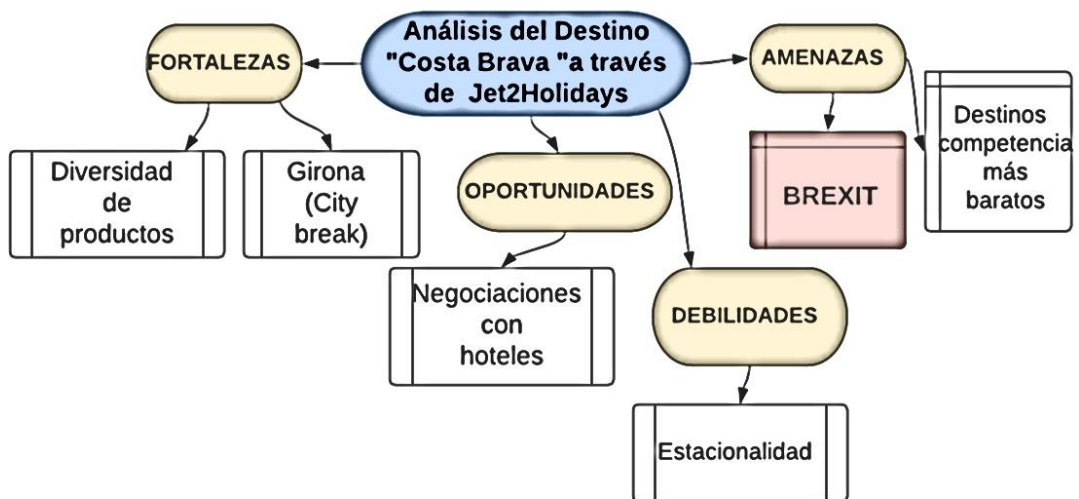 Análisis del Destino
"Costa Brava "a través
de Jet2Holidays
FORTALEZAS
Diversidad
de
productos
Girona
(City
break)
OPORTUNIDADES
Negociaciones
con
hoteles
DEBILIDADES
Estacionalidad
AMENAZAS
BREXIT
Destinos
competencia
más
baratos